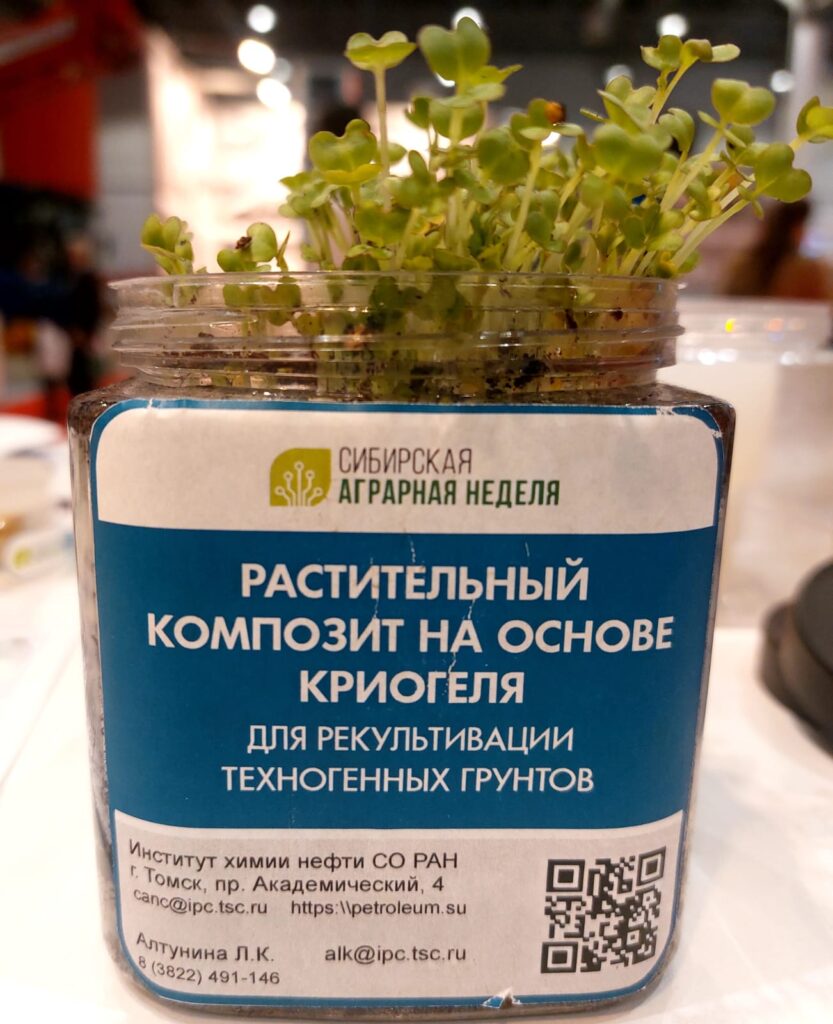 СИБИРСКАЯ
АГРАРНАЯ НЕДЕЛЯ
РАСТИТЕЛЬНЫЙ
КОМПОЗИТ НА ОСНОВЕ
КРИОГЕЛЯ
ДЛЯ РЕКУЛЬТИВАЦИИ
ТЕХНОГЕННЫХ ГРУНТОВ
Институт химии нефти СО РАН
г. Томск, пр. Академический, 4
canc@ipc.tsc.ru https:\\petroleum.su
Алтунина Л.К. alk@ipc.tsc.ru
8 (3822) 491-146